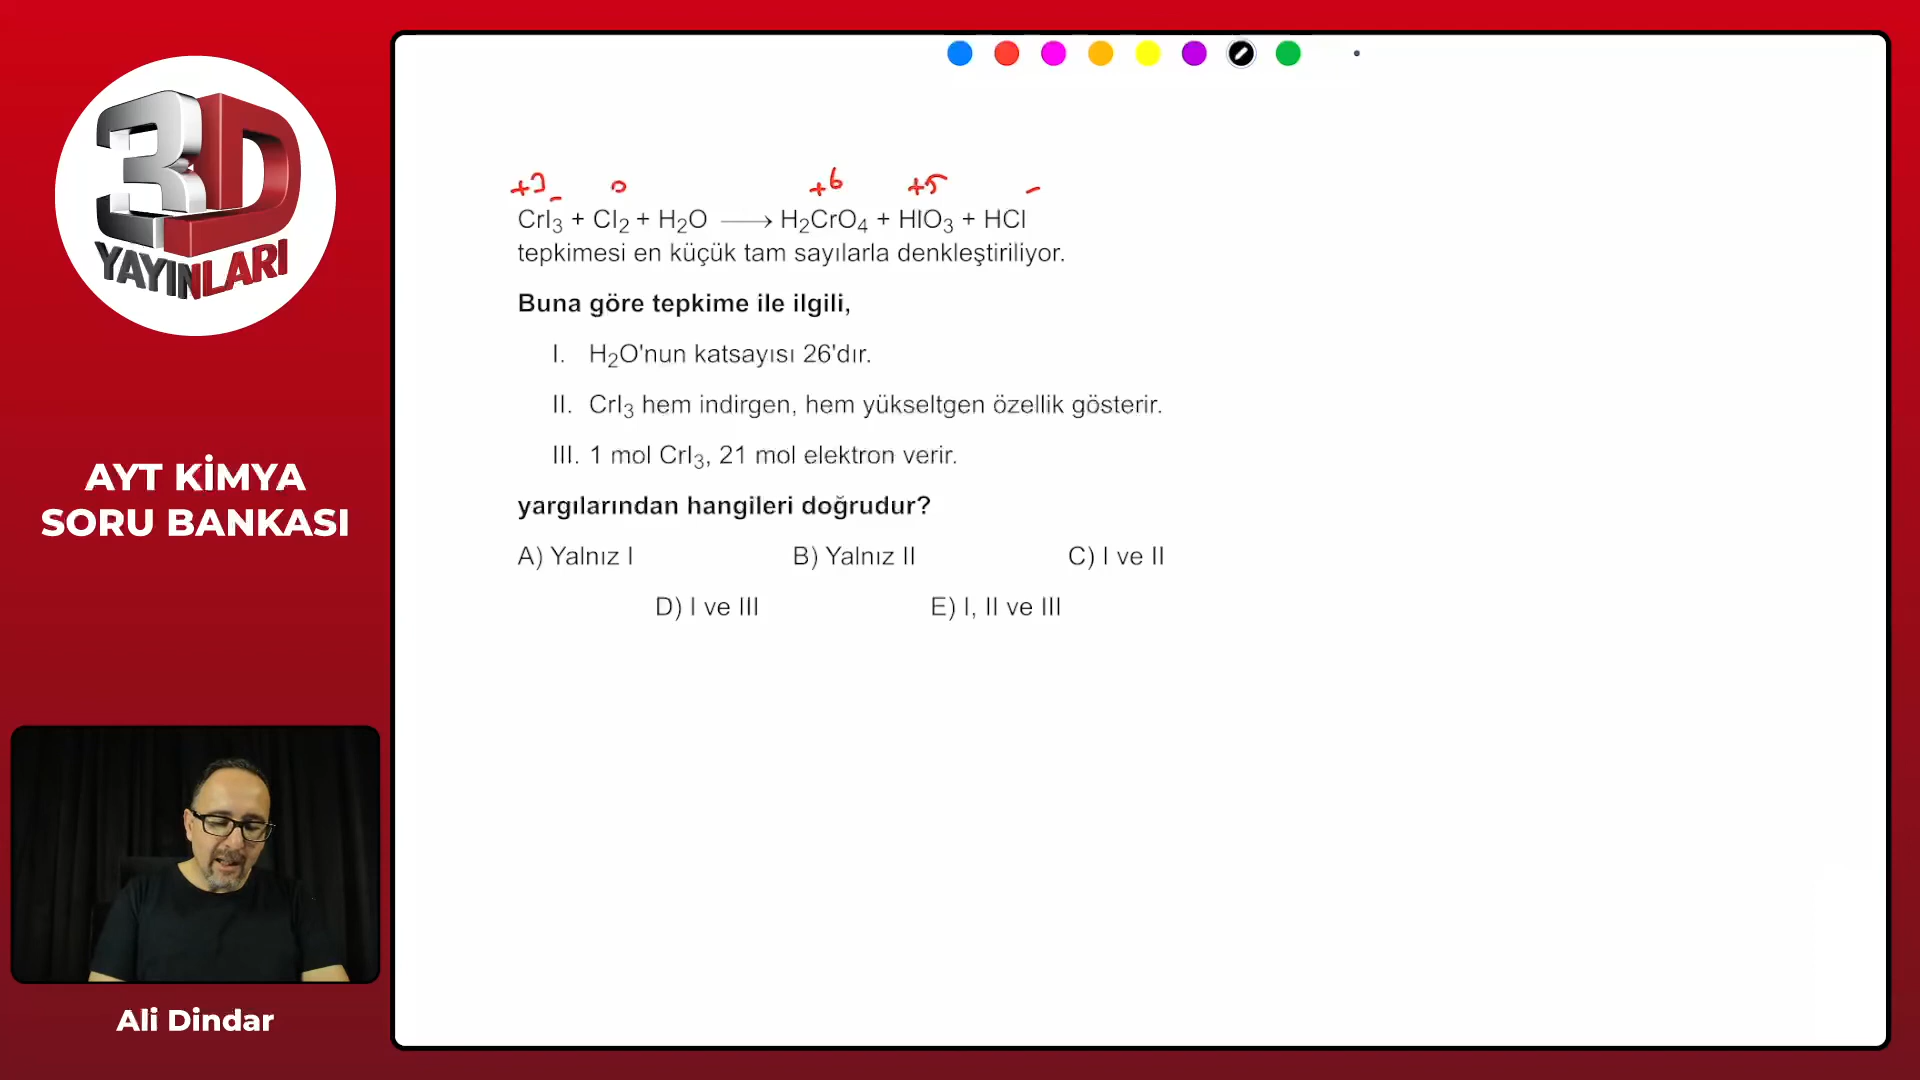 3D
YAYINLARI
AYT KİMYA
SORU BANKASI
Ali Dindar
+3 - 0 +6 +5 -
CrI3 + Cl2 + H2O ⟶ H2CrO4 + HIO3 + HCl
tepkimesi en küçük tam sayılarla denkleştiriliyor.
Buna göre tepkime ile ilgili,
I. H2O'nun katsayısı 26'dır.
II. CrI3 hem indirgen, hem yükseltgen özellik gösterir.
III. 1 mol CrI3, 21 mol elektron verir.
yargılarından hangileri doğrudur?
A) Yalnız I B) Yalnız II C) I ve II
D) I ve III E) I, II ve III